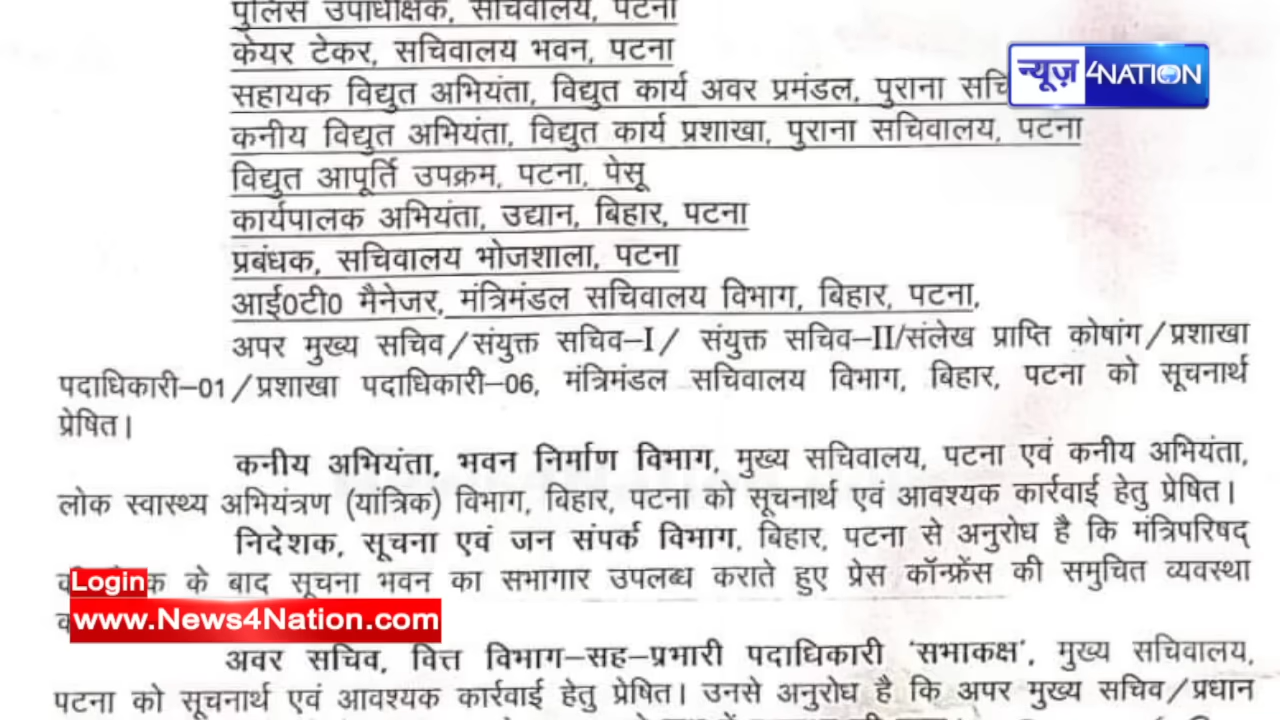 पुलिस उपाधीक्षक, सचिवालय, पटना
केयर टेकर, सचिवालय भवन, पटना
न्यूज़ 4NATION
सहायक विद्युत अभियंता, विद्युत कार्य अवर प्रमंडल, पुराना
कनीय विद्युत अभियंता, विद्युत कार्य प्रशाखा, पुराना सचिवालय, पटना
विद्युत आपूर्ति उपक्रम, पटना, पेसू
कार्यपालक अभियंता, उद्यान, बिहार, पटना
प्रबंधक, सचिवालय भोजशाला, पटना
आई0टी0 मैनेजर, मंत्रिमंडल सचिवालय विभाग, बिहार, पटना,
अपर मुख्य सचिव/संयुक्त सचिव-I/ संयुक्त सचिव-II/संलेख प्राप्ति कोषांग/प्रशाखा
पदाधिकारी-01/प्रशाखा पदाधिकारी-06, मंत्रिमंडल सचिवालय विभाग, बिहार, पटना को सूचनार्थ
प्रेषित।
कनीय अभियंता, भवन निर्माण विभाग, मुख्य सचिवालय, पटना एवं कनीय अभियंता,
लोक स्वास्थ्य अभियंत्रण (यांत्रिक) विभाग, बिहार, पटना को सूचनार्थ एवं आवश्यक कार्रवाई हेतु प्रेषित।
निदेशक, सूचना एवं जन संपर्क विभाग, बिहार, पटना से अनुरोध है कि मंत्रिपरिषद्
के बाद सूचना भवन का सभागार उपलब्ध कराते हुए प्रेस कॉन्फ्रेंस की समुचित व्यवस्था
Login
www.News4Nation.com
अवर सचिव, वित्त विभाग-सह-प्रभारी पदाधिकारी 'सभाकक्ष', मुख्य सचिवालय,
पटना को सूचनार्थ एवं आवश्यक कार्रवाई हेतु प्रेषित। उनसे अनुरोध है कि अपर मुख्य सचिव/प्रधान